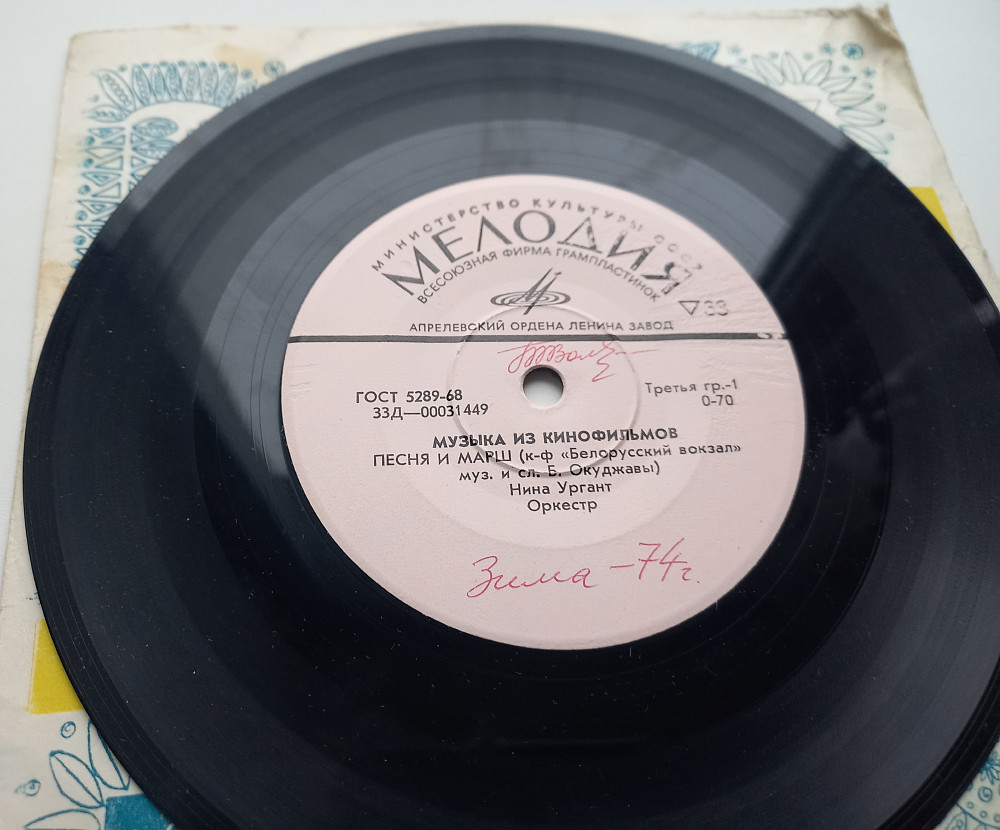 МИНИСТЕРСТВО КУЛЬТУРЫ СССР
МЕЛОДИЯ
ВСЕСОЮЗНАЯ ФИРМА ГРАМПЛАСТИНОК
33
АПРЕЛЕВСКИЙ ОРДЕНА ЛЕНИНА ЗАВОД
ГОСТ 5289-68
33Д—00031449
Третья гр.-1
0-70
МУЗЫКА ИЗ КИНОФИЛЬМОВ
ПЕСНЯ И МАРШ (к-ф «Белорусский вокзал»
муз. и сл. Б. Окуджавы)
Нина Ургант
Оркестр
Зима - 74 г.